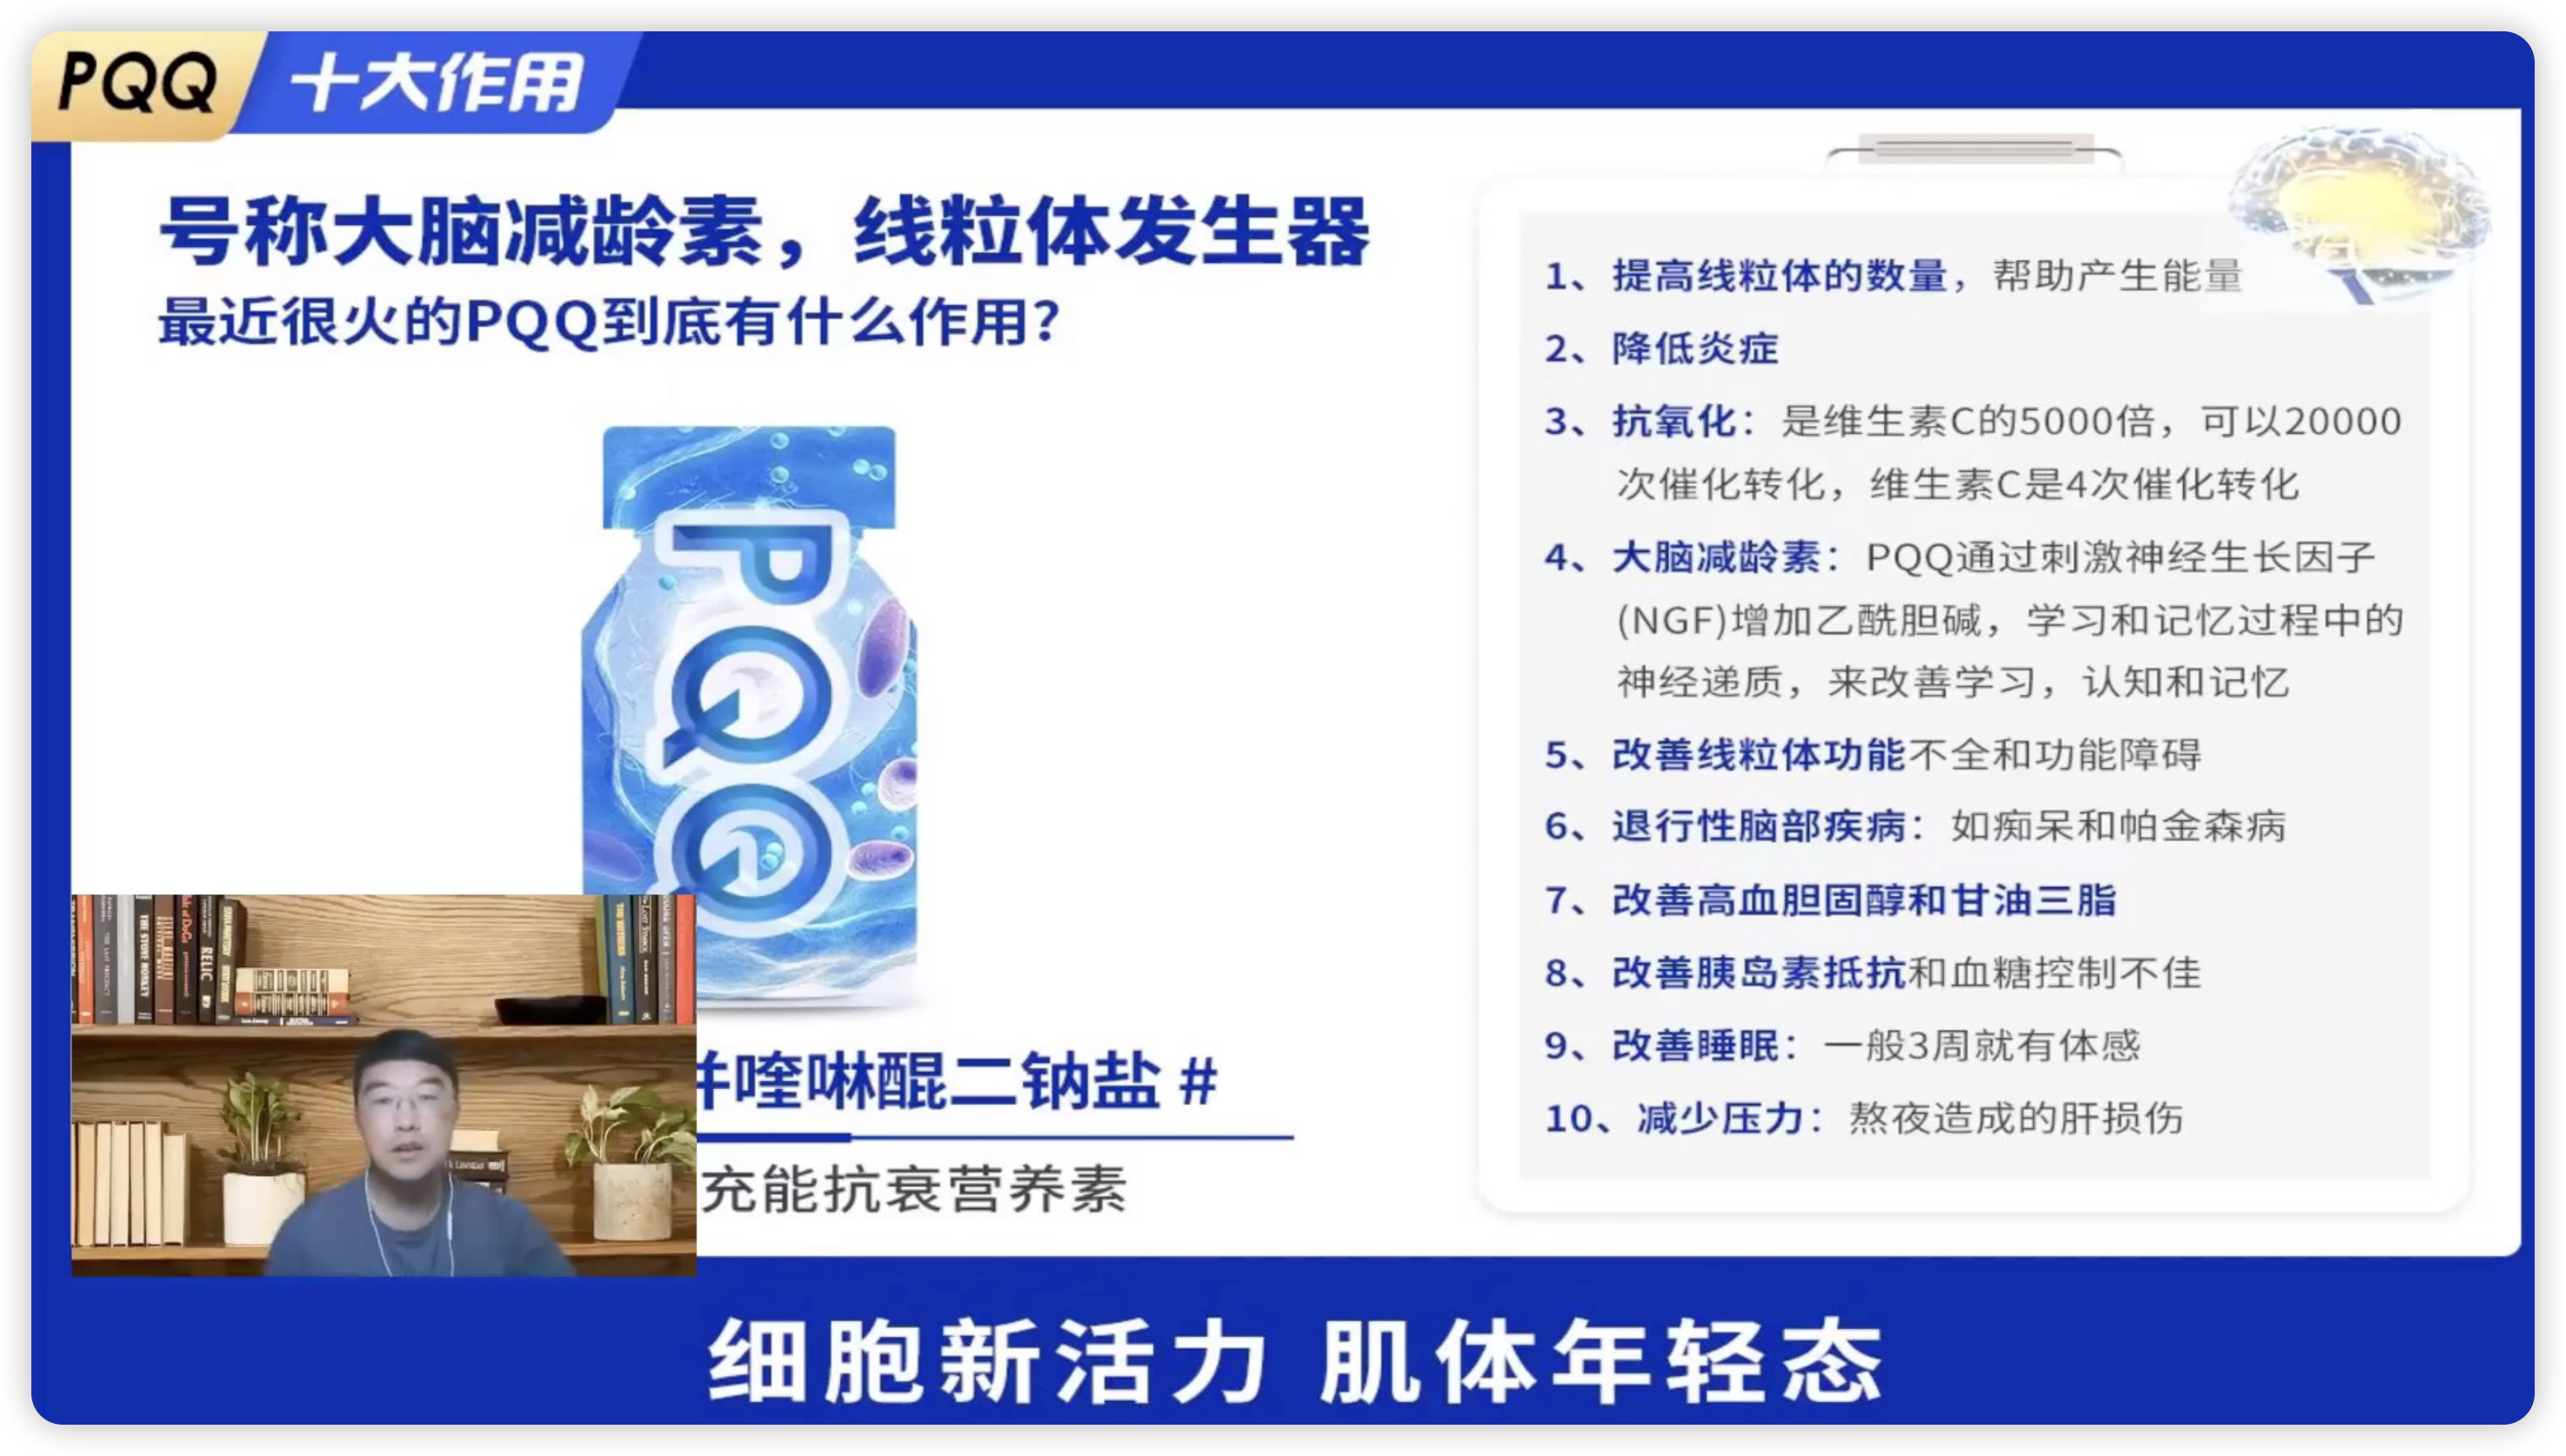 PQQ 十大作用
号称大脑减龄素，线粒体发生器
最近很火的PQQ到底有什么作用？
PQQ
并喹啉醌二钠盐 #
充能抗衰营养素
1、提高线粒体的数量，帮助产生能量
2、降低炎症
3、抗氧化：是维生素C的5000倍，可以20000
次催化转化，维生素C是4次催化转化
4、大脑减龄素：PQQ通过刺激神经生长因子
(NGF)增加乙酰胆碱，学习和记忆过程中的
神经递质，来改善学习，认知和记忆
5、改善线粒体功能不全和功能障碍
6、退行性脑部疾病：如痴呆和帕金森病
7、改善高血胆固醇和甘油三脂
8、改善胰岛素抵抗和血糖控制不佳
9、改善睡眠：一般3周就有体感
10、减少压力：熬夜造成的肝损伤
THE STONE MONKEY
RELIC
细胞新活力 肌体年轻态